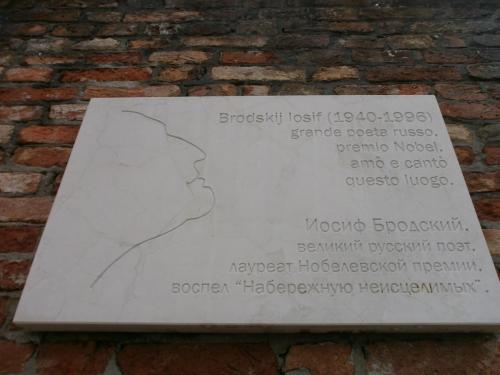 Brodskij Iosif (1940-1996)
grande poeta russo,
premio Nobel,
amò e cantò
questo luogo.
Иосиф Бродский,
великий русский поэт,
лауреат Нобелевской премии,
воспел "Набережную неисцелимых".